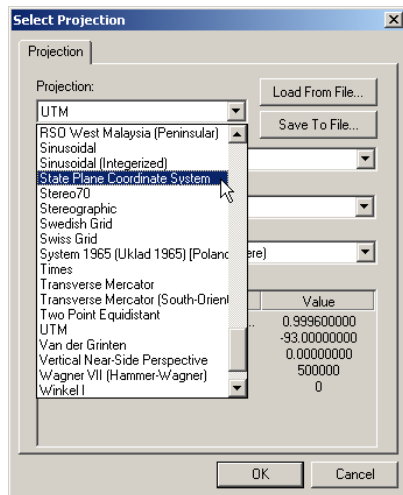 Select Projection
Projection
Projection:
Load From File...
UTM
Save To File...
RSO West Malaysia (Peninsular)
Sinusoidal
Sinusoidal (Integerized)
State Plane Coordinate System
Stereo70
Stereographic
Swedish Grid
Swiss Grid
System 1965 (Uklad 1965) [Poland ere)
Times
Transverse Mercator
Transverse Mercator (South-Orient
Two Point Equidistant
UTM
Van der Grinten
Vertical Near-Side Perspective
Wagner VII (Hammer-Wagner)
Winkel I
Value
... 0.999600000
-93.00000000
0.00000000
500000
0
OK
Cancel